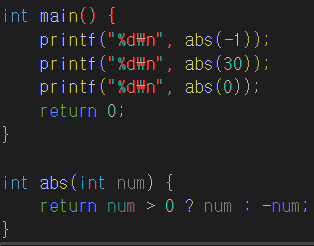 int main() {
    printf("%d₩n", abs(-1));
    printf("%d₩n", abs(30));
    printf("%d₩n", abs(0));
    return 0;
}

int abs(int num) {
    return num > 0 ? num : -num;
}